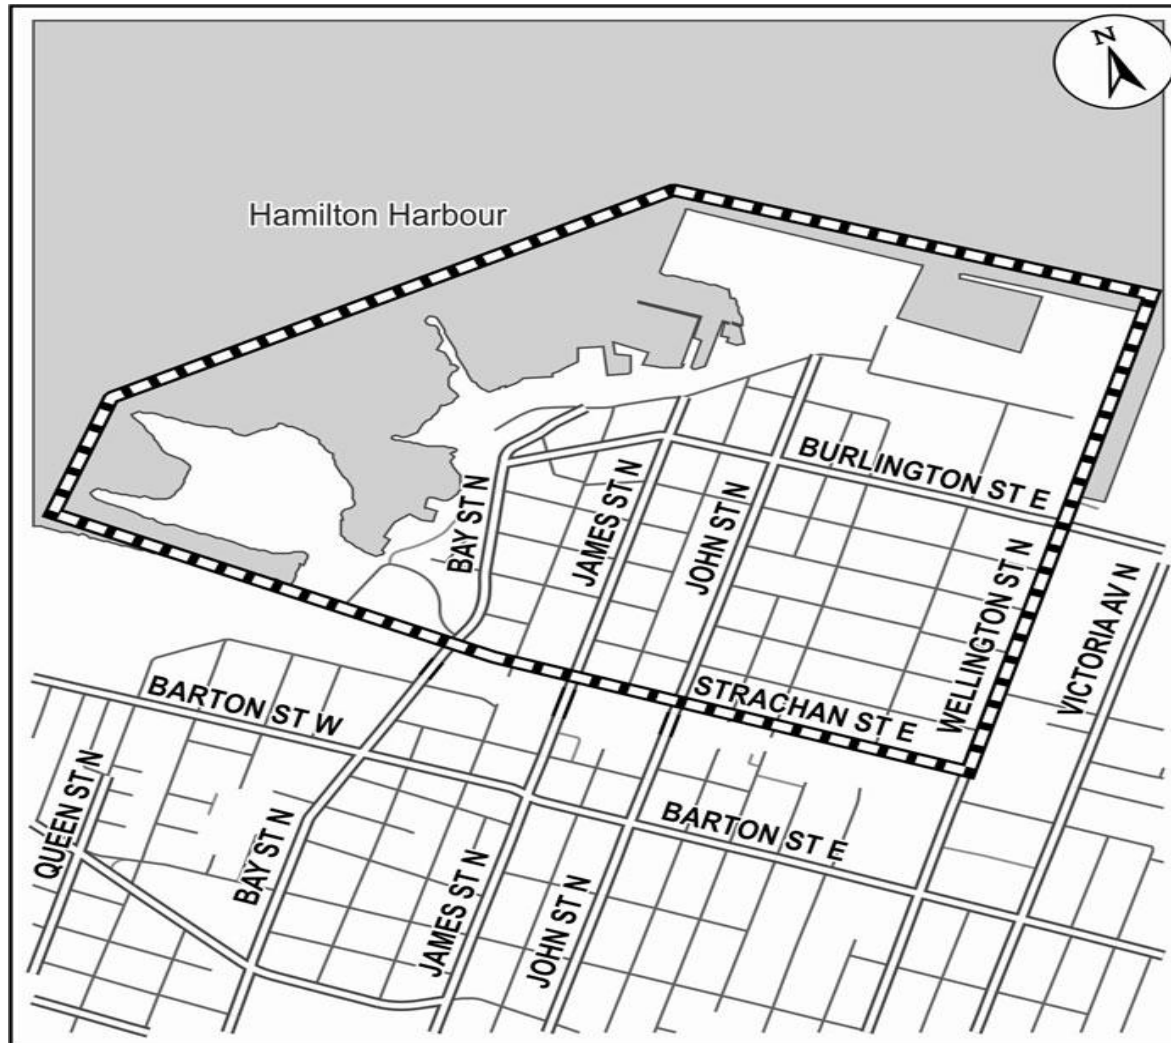 N
Hamilton Harbour
BURLINGTON ST E
BAY ST N
JAMES ST N
JOHN ST N
WELLINGTON ST N
VICTORIA AV N
STRACHAN ST E
BARTON ST W
BARTON ST E
QUEEN ST N
BAY ST N
JAMES ST N
JOHN ST N